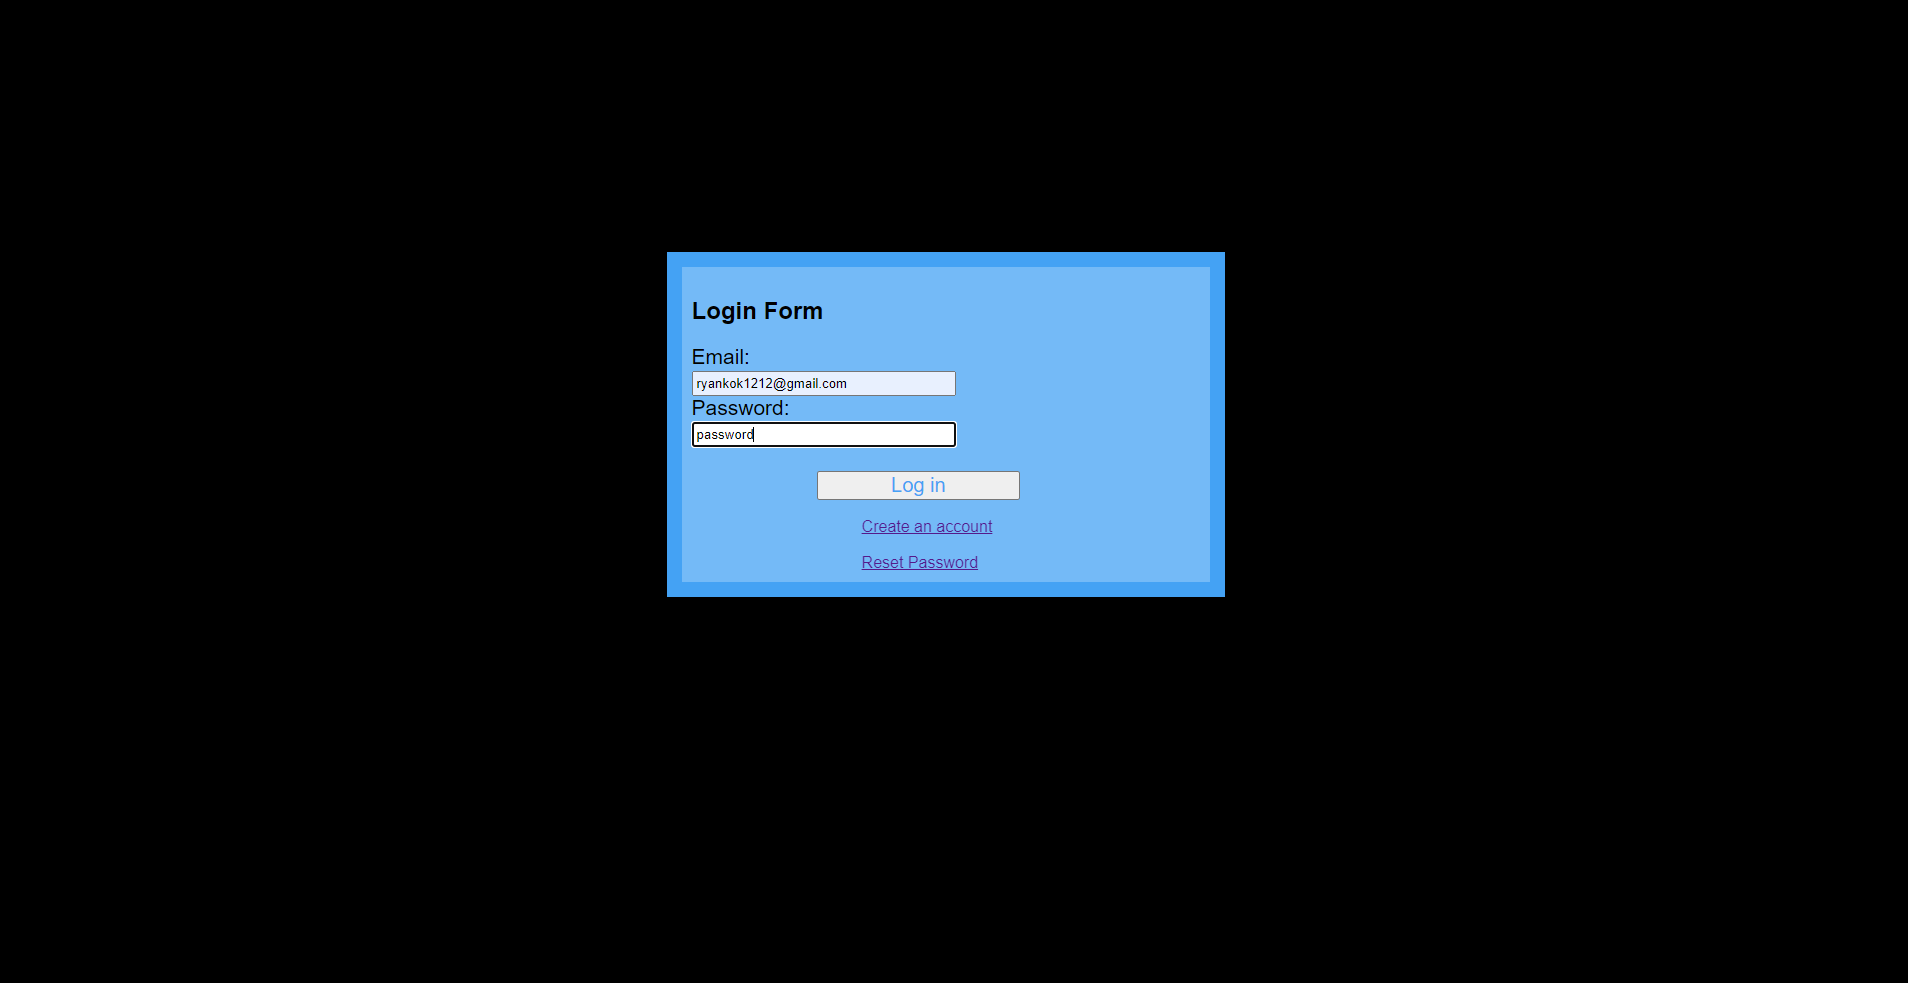 Login Form
Email:
ryankok1212@gmail.com
Password:
password
Log in
Create an account
Reset Password